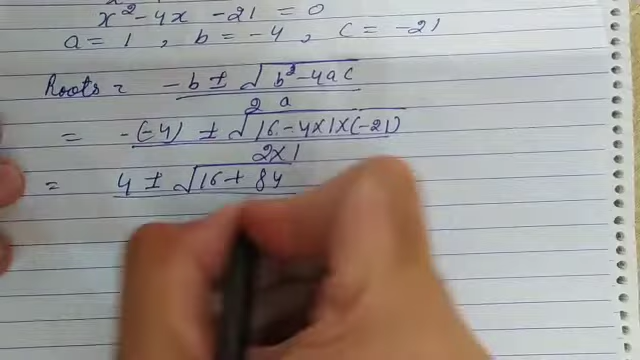 x² - 4x - 21 = 0
a = 1 , b = -4 , c = -21
Roots = -b ± √(b² - 4ac) / 2a
= -(-4) ± √(16 - 4×1×(-21)) / 2×1
= 4 ± √(16 + 84